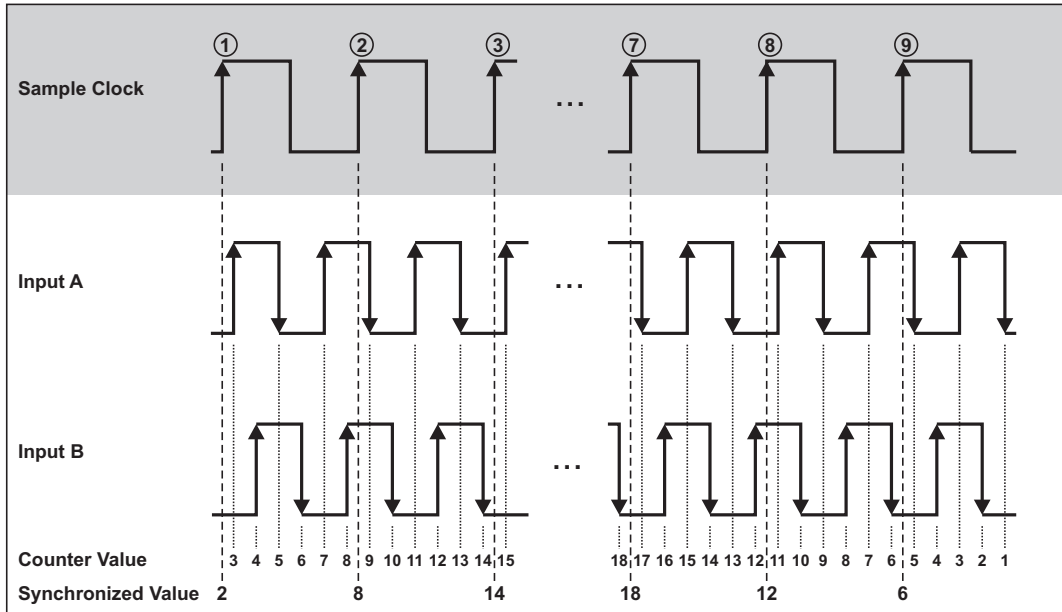 ① ② ③ ⑦ ⑧ ⑨
Sample Clock
...
Input A
...
Input B
...
Counter Value 3 4 5 6 7 8 9 10 11 12 13 14 15 18 17 16 15 14 13 12 11 10 9 8 7 6 5 4 3 2 1
Synchronized Value 2 8 14 18 12 6